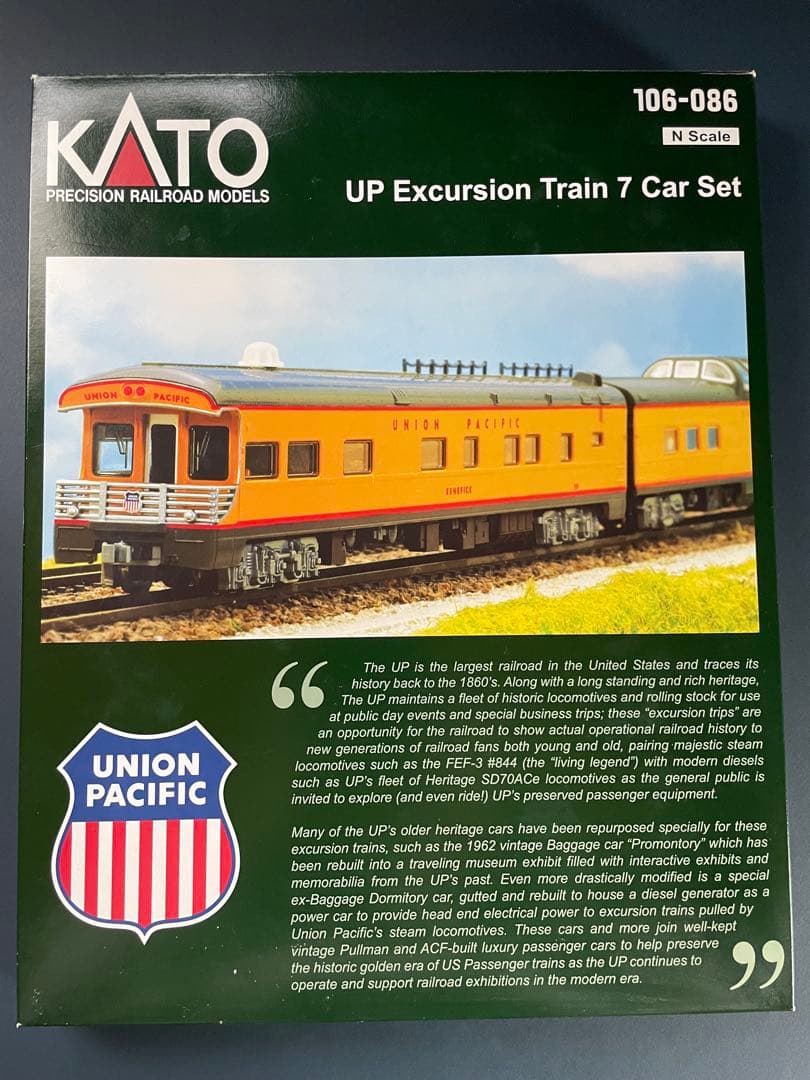 106-086
KATO
N Scale
PRECISION RAILROAD MODELS
UP Excursion Train 7 Car Set
UNION PACIFIC
UNION PACIFIC
KENEFICK
The UP is the largest railroad in the United States and traces its
history back to the 1860's. Along with a long standing and rich heritage,
The UP maintains a fleet of historic locomotives and rolling stock for use
at public day events and special business trips; these "excursion trips" are
an opportunity for the railroad to show actual operational railroad history to
new generations of railroad fans both young and old, pairing majestic steam
locomotives such as the FEF-3 #844 (the "living legend") with modern diesels
such as UP's fleet of Heritage SD70ACe locomotives as the general public is
invited to explore (and even ride!) UP's preserved passenger equipment.
UNION
PACIFIC
Many of the UP's older heritage cars have been repurposed specially for these
excursion trains, such as the 1962 vintage Baggage car "Promontory" which has
been rebuilt into a traveling museum exhibit filled with interactive exhibits and
memorabilia from the UP's past. Even more drastically modified is a special
ex-Baggage Dormitory car, gutted and rebuilt to house a diesel generator as a
power car to provide head end electrical power to excursion trains pulled by
Union Pacific's steam locomotives. These cars and more join well-kept
vintage Pullman and ACF-built luxury passenger cars to help preserve
the historic golden era of US Passenger trains as the UP continues to
operate and support railroad exhibitions in the modern era.